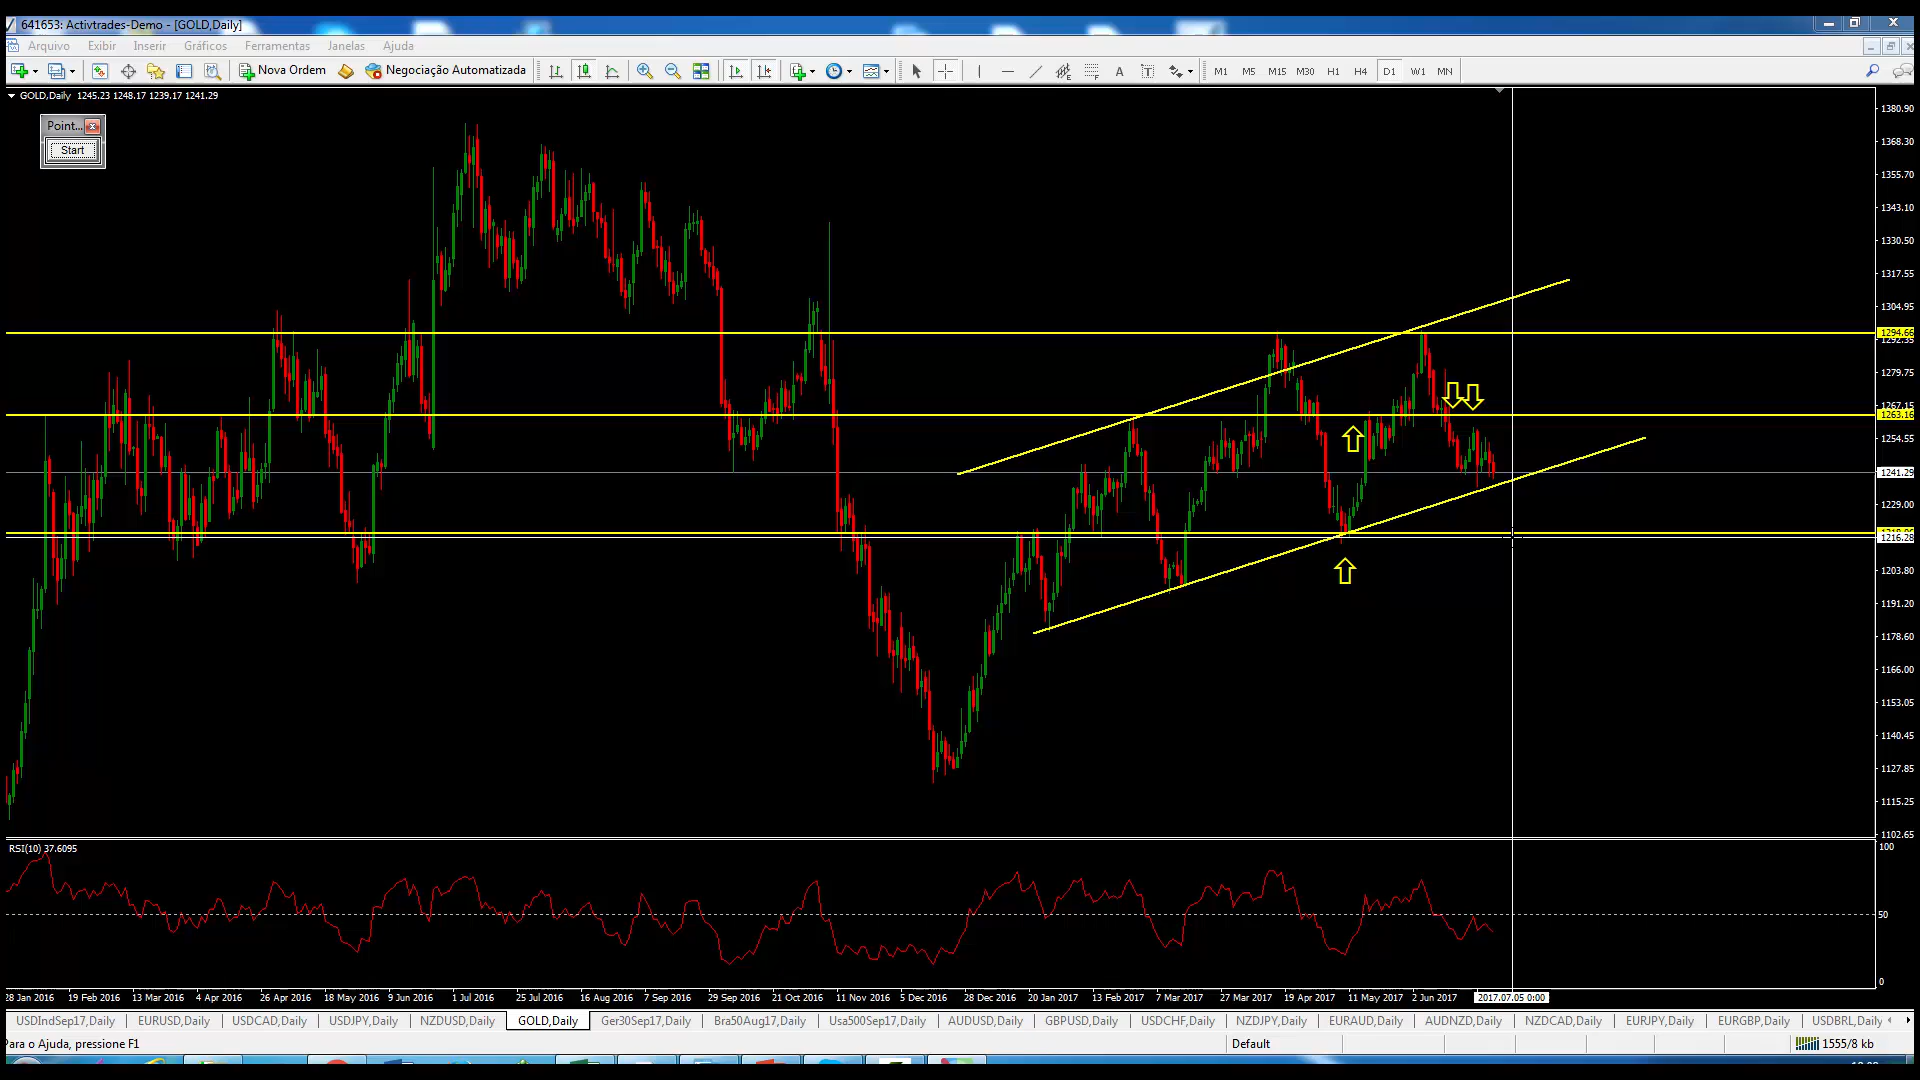 641653: Activtrades-Demo - [GOLD,Daily]
Arquivo Exibir Inserir Gráficos Ferramentas Janelas Ajuda
Nova Ordem Negociação Automatizada A T M1 M5 M15 M30 H1 H4 D1 W1 MN
GOLD,Daily 1245.23 1248.17 1239.17 1241.29
Point...
Start
1380.90
1368.30
1355.70
1343.10
1330.50
1317.55
1304.95
1294.66
1292.35
1279.75
1267.15
1263.16
1254.55
1241.29
1229.00
1216.28
1203.80
1191.20
1178.60
1166.00
1153.05
1140.45
1127.85
1115.25
1102.65
RSI(10) 37.6095
100
50
0
28 Jan 2016 19 Feb 2016 13 Mar 2016 4 Apr 2016 26 Apr 2016 18 May 2016 9 Jun 2016 1 Jul 2016 25 Jul 2016 16 Aug 2016 7 Sep 2016 29 Sep 2016 21 Oct 2016 11 Nov 2016 5 Dec 2016 28 Dec 2016 20 Jan 2017 13 Feb 2017 7 Mar 2017 27 Mar 2017 19 Apr 2017 11 May 2017 2 Jun 2017 2017.07.05 0:00
USDIndSep17,Daily EURUSD,Daily USDCAD,Daily USDJPY,Daily NZDUSD,Daily GOLD,Daily Ger30Sep17,Daily Bra50Aug17,Daily Usa500Sep17,Daily AUDUSD,Daily GBPUSD,Daily USDCHF,Daily NZDJPY,Daily EURAUD,Daily AUDNZD,Daily NZDCAD,Daily EURJPY,Daily EURGBP,Daily USDBRL,Daily
Para o Ajuda, pressione F1 Default 1555/8 kb